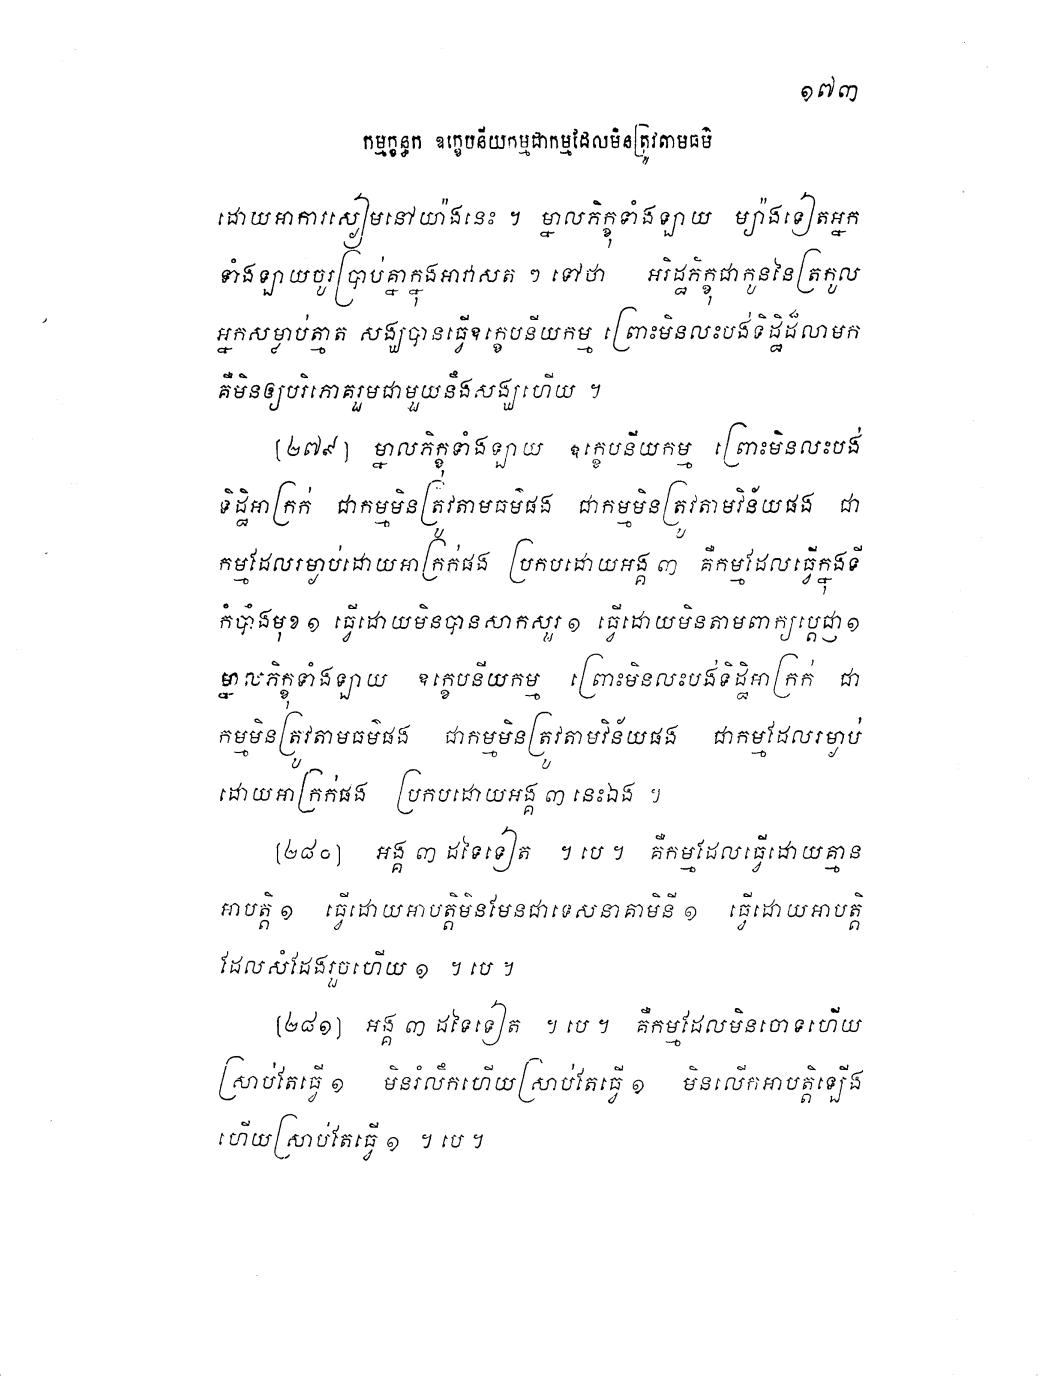 ១៧៣
កម្មក្ខន្ធក ឧក្ខេបនីយកម្មជាកម្មដែលមិនត្រូវតាមធម៌
ដោយអាការស្ងៀមនៅយ៉ាងនេះ ។ ម្នាលភិក្ខុទាំងឡាយ ម្យ៉ាងទៀតអ្នក
ទាំងឡាយចូរប្រាប់គ្នាក្នុងអាវាសត ៗ ទៅថា អរិដ្ឋភិក្ខុជាកូននៃត្រកូល
អ្នកសម្លាប់ត្មាត សង្ឃបានធ្វើឧក្ខេបនីយកម្ម ព្រោះមិនលះបង់ទិដ្ឋិដ៏លាមក
គឺមិនឲ្យបរិភោគរួមជាមួយនឹងសង្ឃហើយ ។
[២៧៩] ម្នាលភិក្ខុទាំងឡាយ ឧក្ខេបនីយកម្ម ព្រោះមិនលះបង់
ទិដ្ឋិអាក្រក់ ជាកម្មមិនត្រូវតាមធម៌ផង ជាកម្មមិនត្រូវតាមវិន័យផង ជា
កម្មដែលរម្ងាប់ដោយអាក្រក់ផង ប្រកបដោយអង្គ ៣ គឺកម្មដែលធ្វើក្នុងទី
កំបាំងមុខ ១ ធ្វើដោយមិនបានសាកសួរ ១ ធ្វើដោយមិនតាមពាក្យប្តេជ្ញា ១
ម្នាលភិក្ខុទាំងឡាយ ឧក្ខេបនីយកម្ម ព្រោះមិនលះបង់ទិដ្ឋិអាក្រក់ ជា
កម្មមិនត្រូវតាមធម៌ផង ជាកម្មមិនត្រូវតាមវិន័យផង ជាកម្មដែលរម្ងាប់
ដោយអាក្រក់ផង ប្រកបដោយអង្គ ៣ នេះឯង ។
[២៨០] អង្គ ៣ ដទៃទៀត ។ បេ ។ គឺកម្មដែលធ្វើដោយគ្មាន
អាបត្តិ ១ ធ្វើដោយអាបត្តិមិនមែនជាទេសនាគាមិនី ១ ធ្វើដោយអាបត្តិ
ដែលសំដែងរួចហើយ ១ ។ បេ ។
[២៨១] អង្គ ៣ ដទៃទៀត ។ បេ ។ គឺកម្មដែលមិនចោទហើយ
ស្រាប់តែធ្វើ ១ មិនរំលឹកហើយស្រាប់តែធ្វើ ១ មិនលើកអាបត្តិឡើង
ហើយស្រាប់តែធ្វើ ១ ។ បេ ។